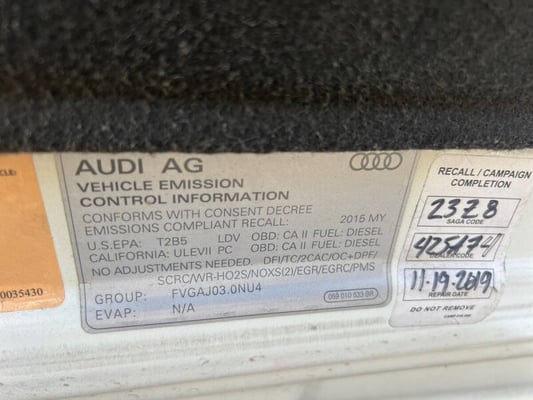 AUDI AG
VEHICLE EMISSION
CONTROL INFORMATION
CONFORMS WITH CONSENT DECREE
EMISSIONS COMPLIANT RECALL: 2015 MY
U.S.EPA: T2B5 LDV OBD: CA II FUEL: DIESEL
CALIFORNIA: ULEVII PC OBD: CA II FUEL: DIESEL
NO ADJUSTMENTS NEEDED. DFI/TC/2CAC/OC+DPF/
SCRC/WR-HO2S/NOXS(2)/EGR/EGRC/PMS
GROUP: FVGAJ03.0NU4
EVAP: N/A
059 010 533 BR
RECALL / CAMPAIGN
COMPLETION
23Z8
SAGA CODE
DEALER CODE
11-19-2019
REPAIR DATE
DO NOT REMOVE
0035430